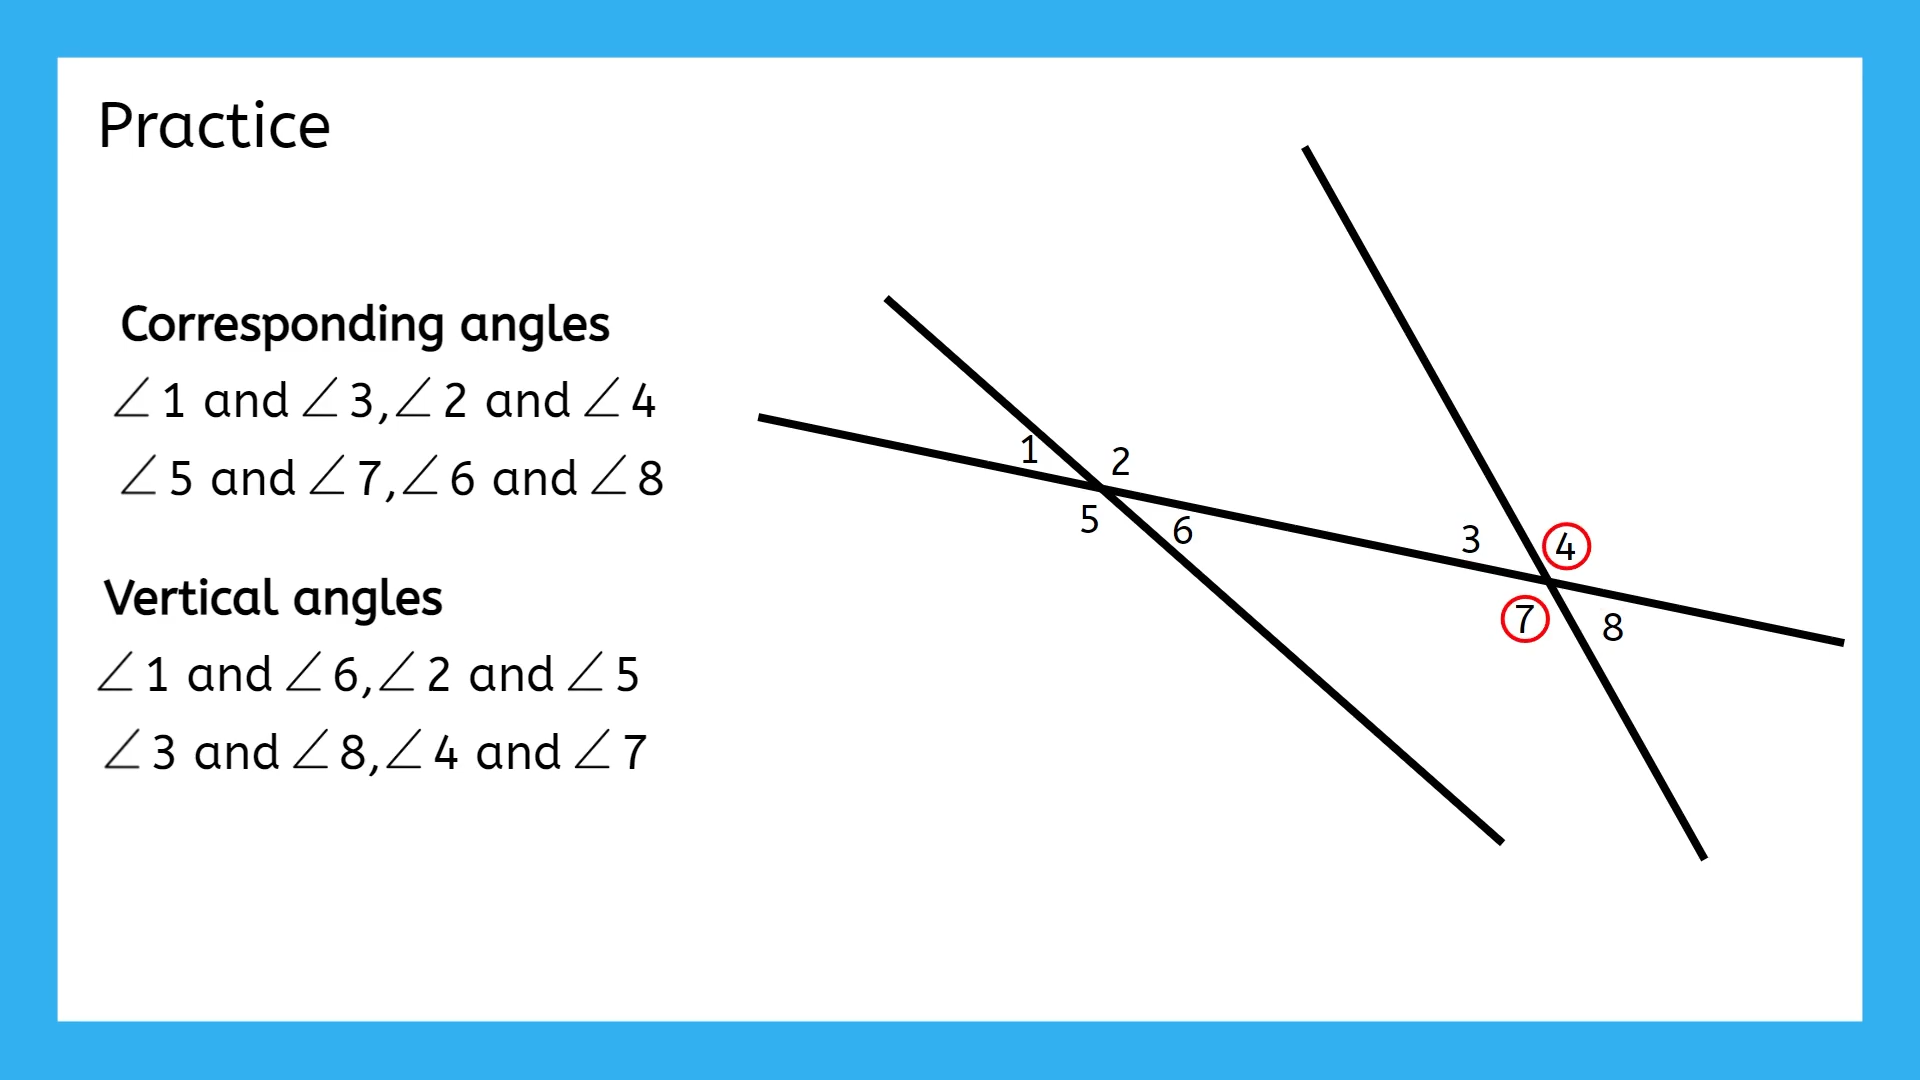 Practice
Corresponding angles
∠1 and ∠3,∠2 and ∠4
∠5 and ∠7,∠6 and ∠8
Vertical angles
∠1 and ∠6,∠2 and ∠5
∠3 and ∠8,∠4 and ∠7
1
2
5
6
3
4
7
8